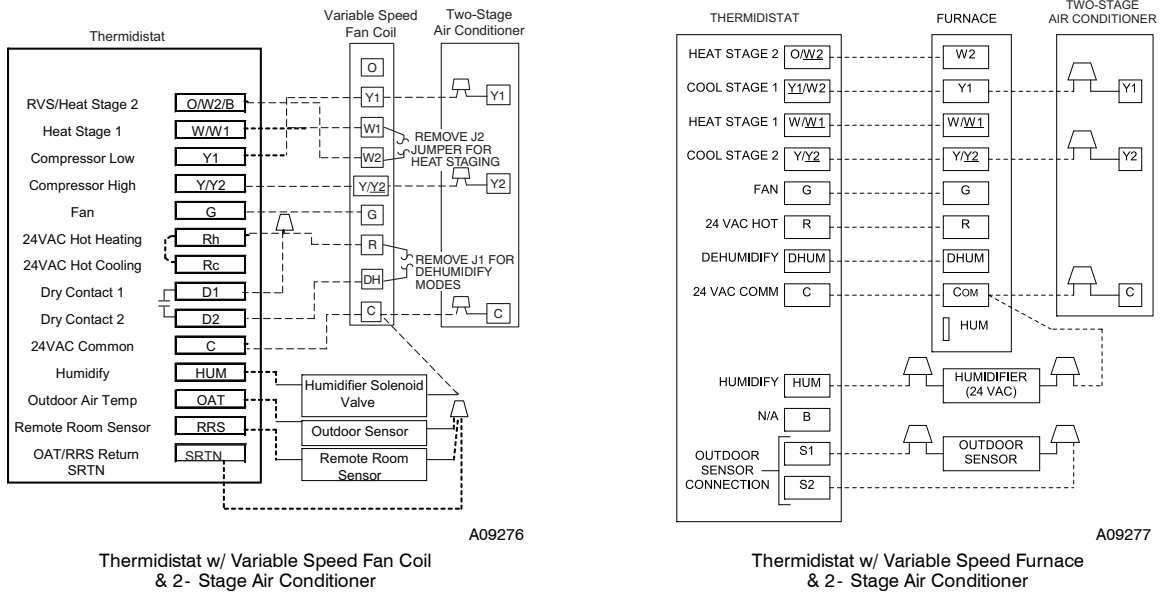 Variable Speed
Fan Coil
Two-Stage
Air Conditioner
Thermidistat
O
RVS/Heat Stage 2 O/W2/B
Y1
Y1
Heat Stage 1 W/W1
W1
REMOVE J2
JUMPER FOR
HEAT STAGING
Compressor Low Y1
W2
Compressor High Y/Y2
Y/Y2
Y2
Fan G
G
24VAC Hot Heating Rh
R
24VAC Hot Cooling Rc
REMOVE J1 FOR
DEHUMIDIFY
MODES
Dry Contact 1 D1
DH
Dry Contact 2 D2
C
C
24VAC Common C
Humidify HUM
Humidifier Solenoid
Valve
Outdoor Air Temp OAT
Outdoor Sensor
Remote Room Sensor RRS
Remote Room
Sensor
OAT/RRS Return
SRTN
SRTN
A09276
Thermidistat w/ Variable Speed Fan Coil
& 2- Stage Air Conditioner
THERMIDISTAT
FURNACE
TWO-STAGE
AIR CONDITIONER
HEAT STAGE 2 O/W2 W2
COOL STAGE 1 Y1/W2 Y1 Y1
HEAT STAGE 1 W/W1 W/W1
COOL STAGE 2 Y/Y2 Y/Y2 Y2
FAN G G
24 VAC HOT R R
DEHUMIDIFY DHUM DHUM
24 VAC COMM C COM C
HUM
HUMIDIFY HUM
HUMIDIFIER
(24 VAC)
N/A B
OUTDOOR
SENSOR
CONNECTION
S1
S2
OUTDOOR
SENSOR
A09277
Thermidistat w/ Variable Speed Furnace
& 2- Stage Air Conditioner